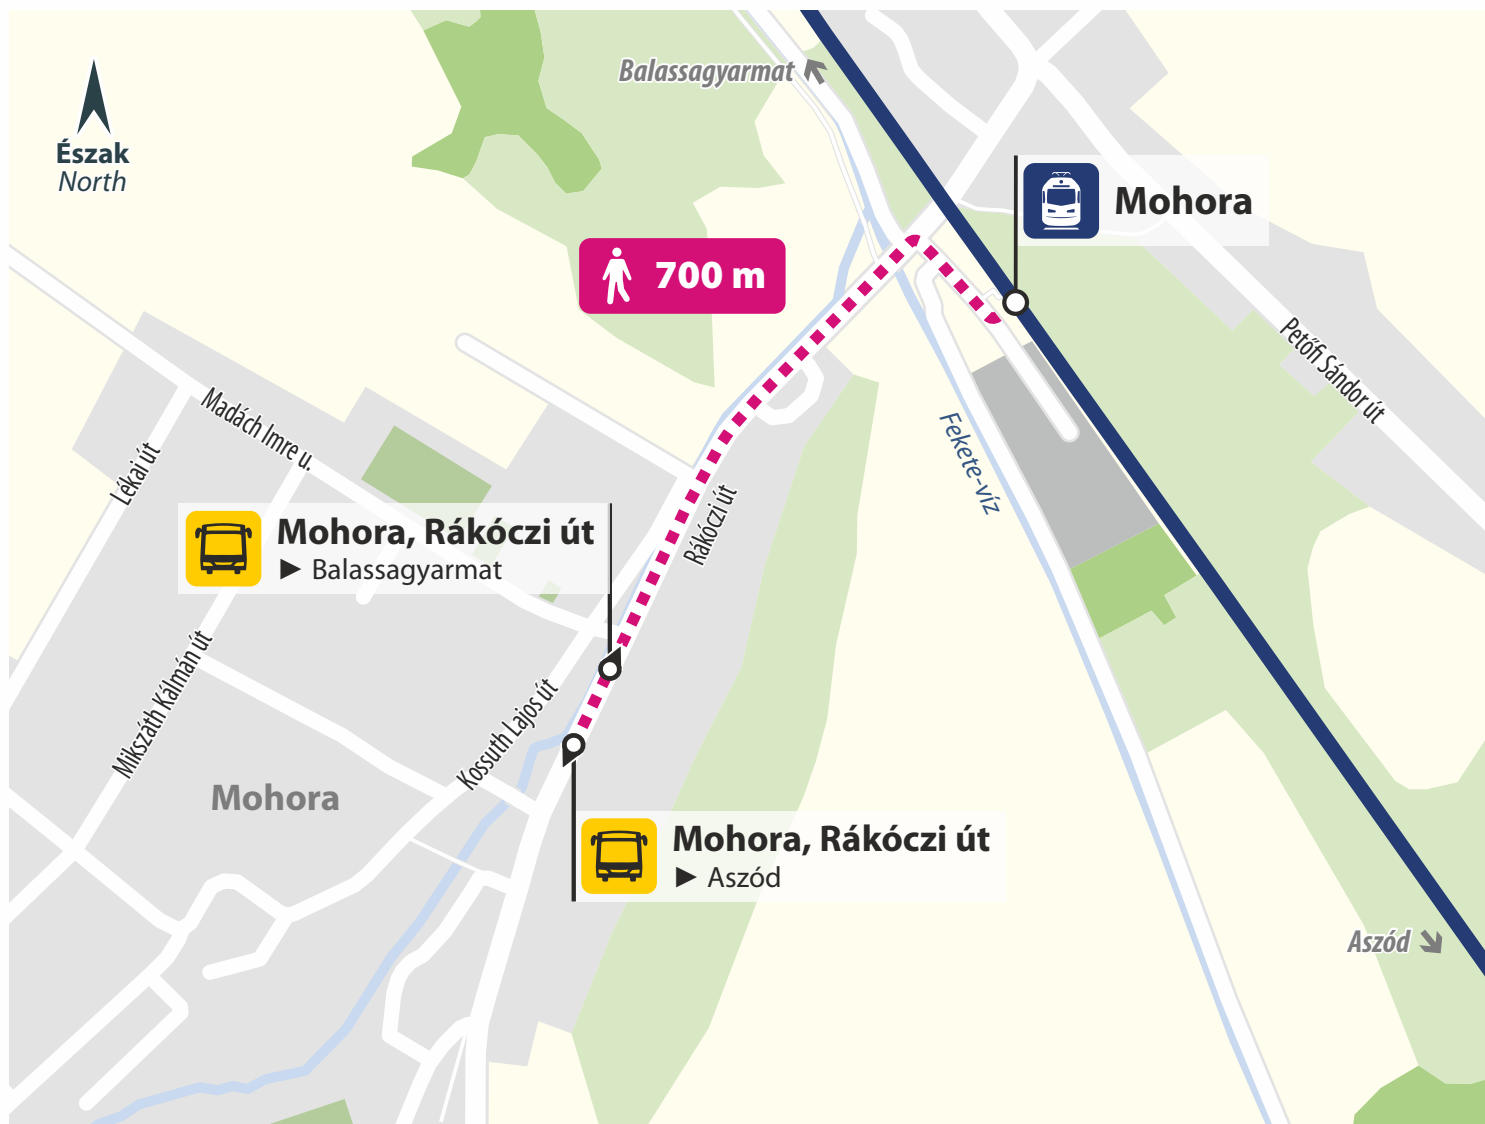 Balassagyarmat
Észak
North
Mohora
700 m
Petőfi Sándor út
Madách Imre u.
Lékai út
Fekete-víz
Rákóczi út
Mohora, Rákóczi út
► Balassagyarmat
Mikszáth Kálmán út
Kossuth Lajos út
Mohora
Mohora, Rákóczi út
► Aszód
Aszód